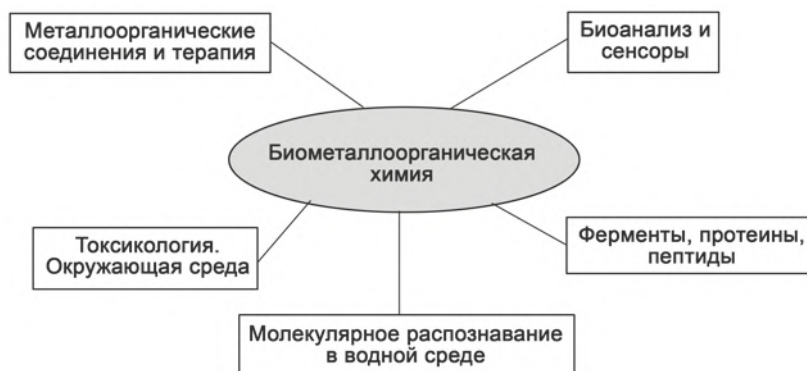 Металлоорганические
соединения и терапия
Биоанализ и
сенсоры
Биометаллоорганическая
химия
Токсикология.
Окружающая среда
Ферменты, протеины,
пептиды
Молекулярное распознавание
в водной среде